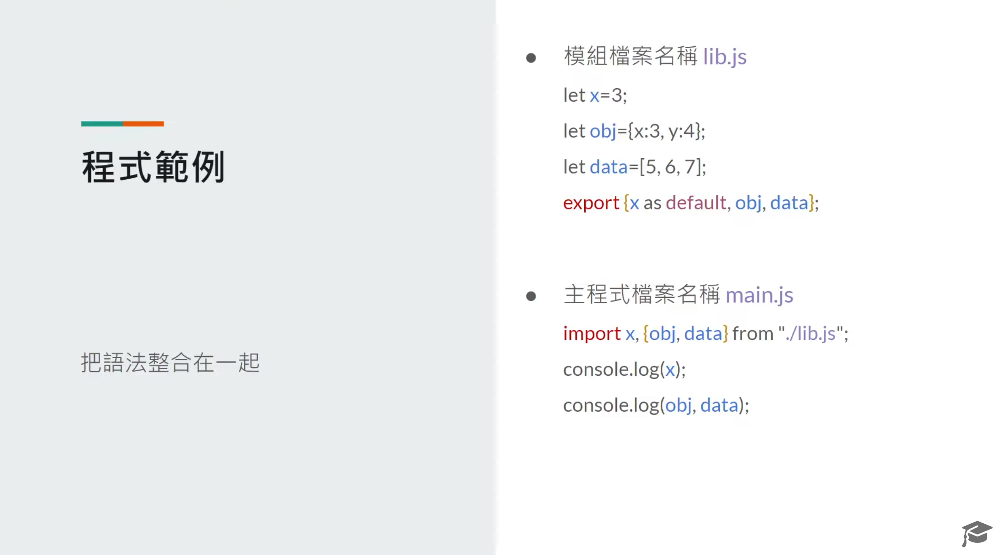 程式範例
把語法整合在一起
● 模組檔案名稱 lib.js
let x=3;
let obj={x:3, y:4};
let data=[5, 6, 7];
export {x as default, obj, data};
● 主程式檔案名稱 main.js
import x, {obj, data} from "./lib.js";
console.log(x);
console.log(obj, data);